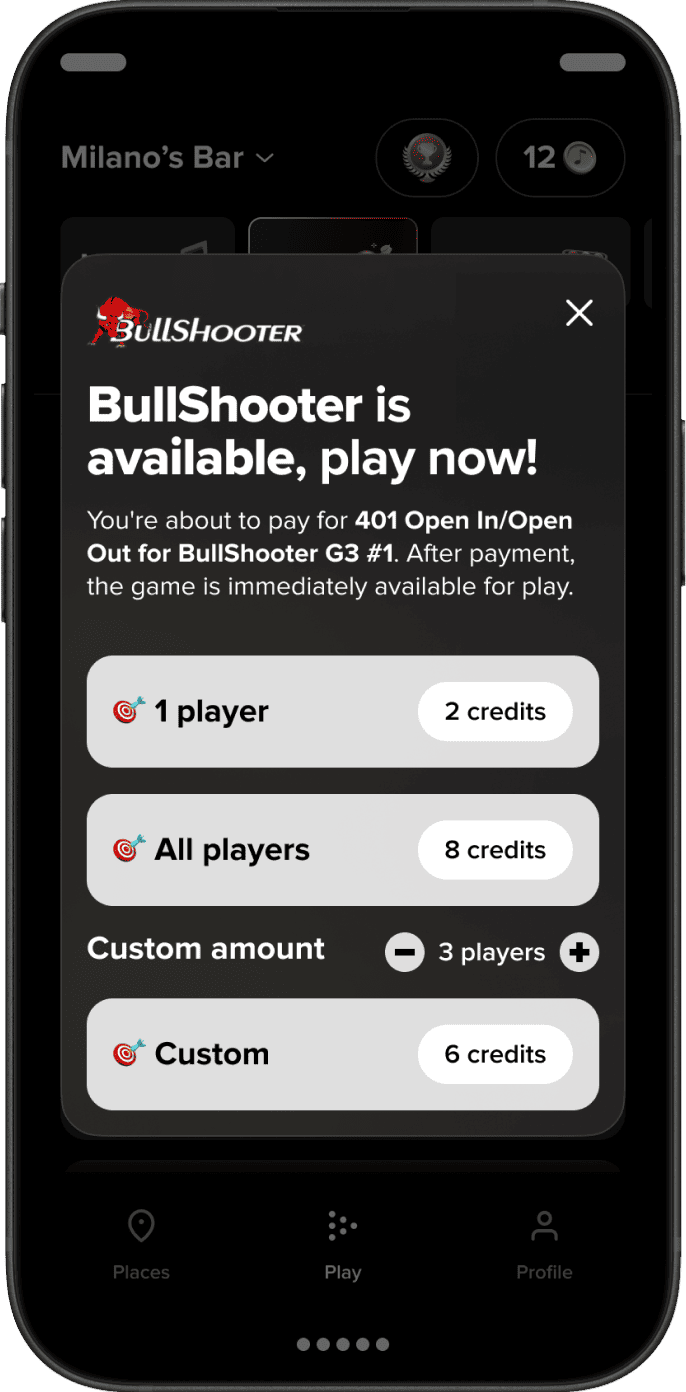 Milano's Bar
12
BullShooter
BullShooter is
available, play now!
You're about to pay for 401 Open In/Open
Out for BullShooter G3 #1. After payment,
the game is immediately available for play.
1 player
2 credits
All players
8 credits
Custom amount
3 players
Custom
6 credits
Places
Play
Profile